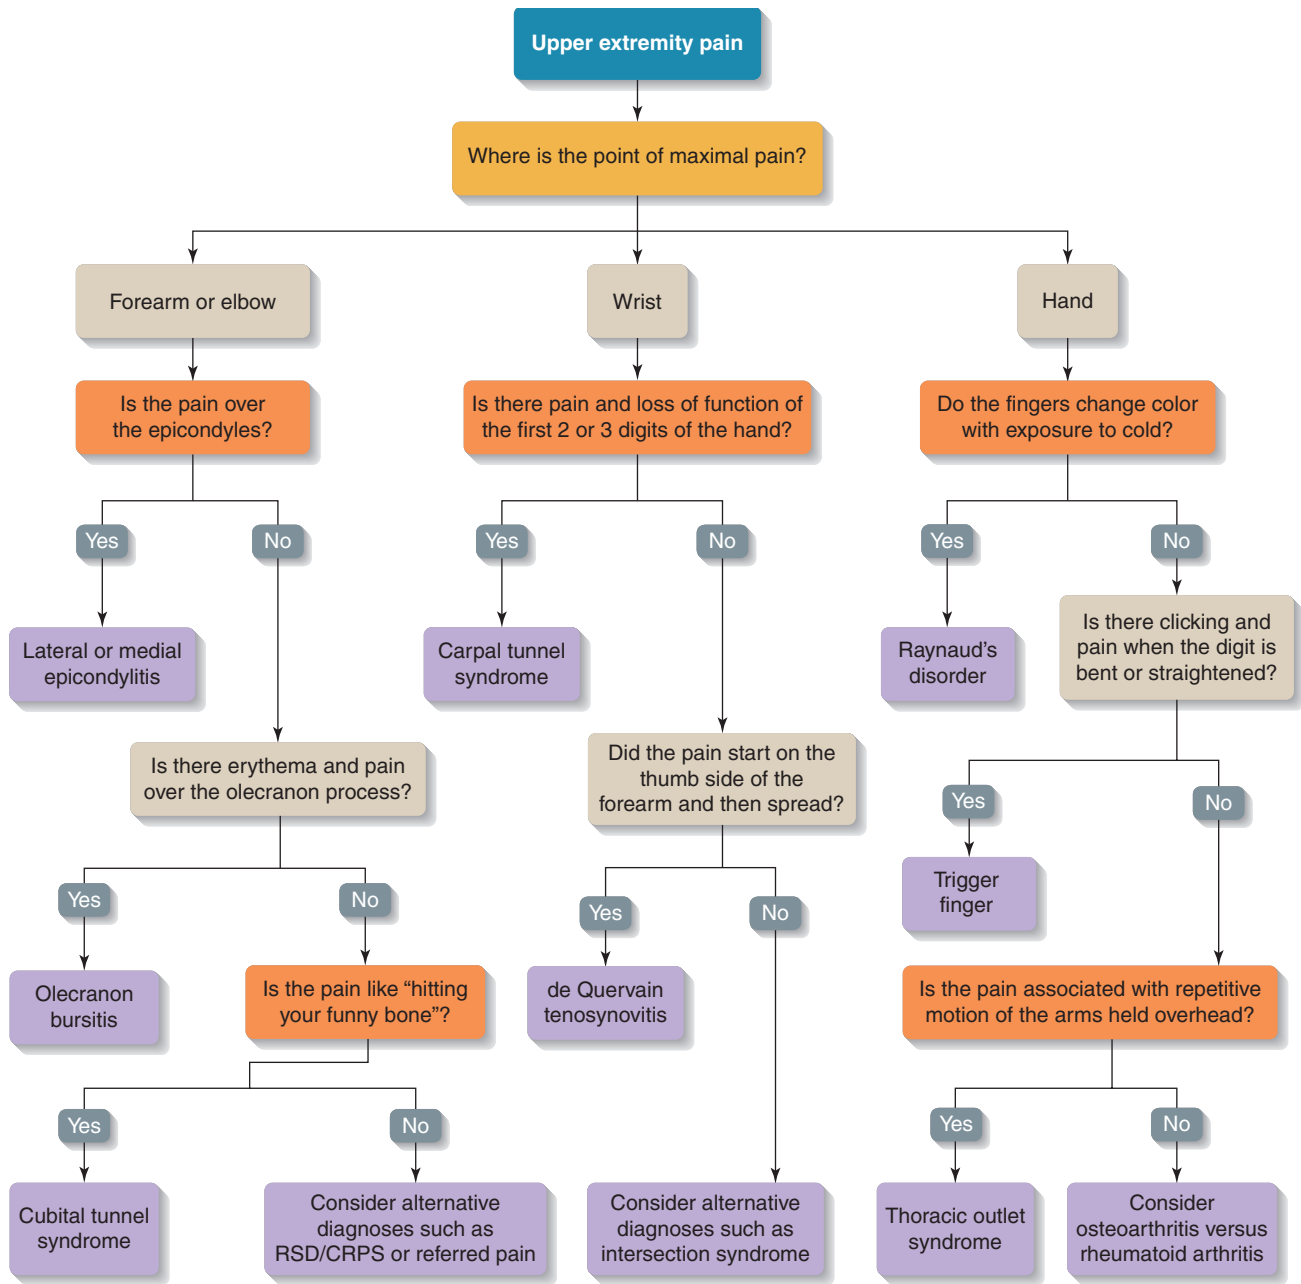 Upper extremity pain
Where is the point of maximal pain?
Forearm or elbow
Wrist
Hand
Is the pain over
the epicondyles?
Is there pain and loss of function of
the first 2 or 3 digits of the hand?
Do the fingers change color
with exposure to cold?
Yes
No
Yes
No
Yes
No
Lateral or medial
epicondylitis
Carpal tunnel
syndrome
Raynaud’s
disorder
Is there clicking and
pain when the digit is
bent or straightened?
Is there erythema and pain
over the olecranon process?
Did the pain start on the
thumb side of the
forearm and then spread?
Yes
No
Yes
No
Yes
No
Trigger
finger
Olecranon
bursitis
Is the pain like “hitting
your funny bone”?
de Quervain
tenosynovitis
Is the pain associated with repetitive
motion of the arms held overhead?
Yes
No
Yes
No
Cubital tunnel
syndrome
Consider alternative
diagnoses such as
RSD/CRPS or referred pain
Consider alternative
diagnoses such as
intersection syndrome
Thoracic outlet
syndrome
Consider
osteoarthritis versus
rheumatoid arthritis